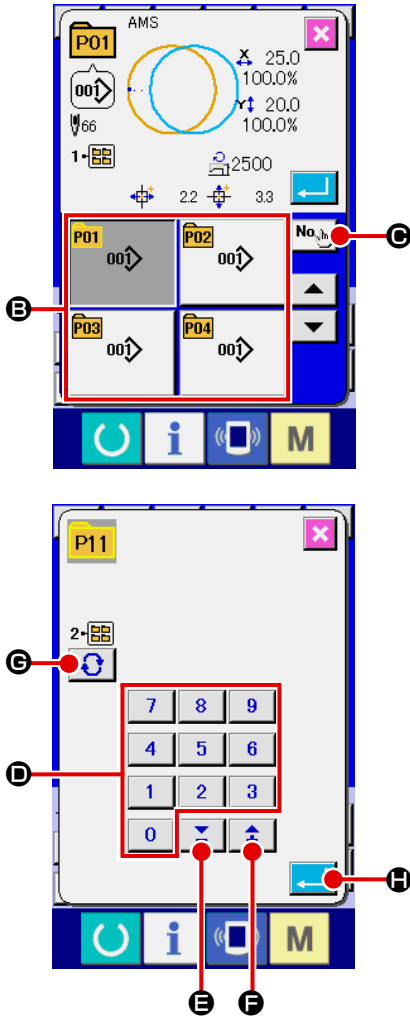 AMS
P01
X 25.0
100.0%
001
Y 20.0
100.0%
66
1·
2500
2.2 3.3
P01 001
P02 001
No.
C
B
P03 001
P04 001
i
M
P11
2·
G
7 8 9
D
4 5 6
1 2 3
0
H
i
M
E F